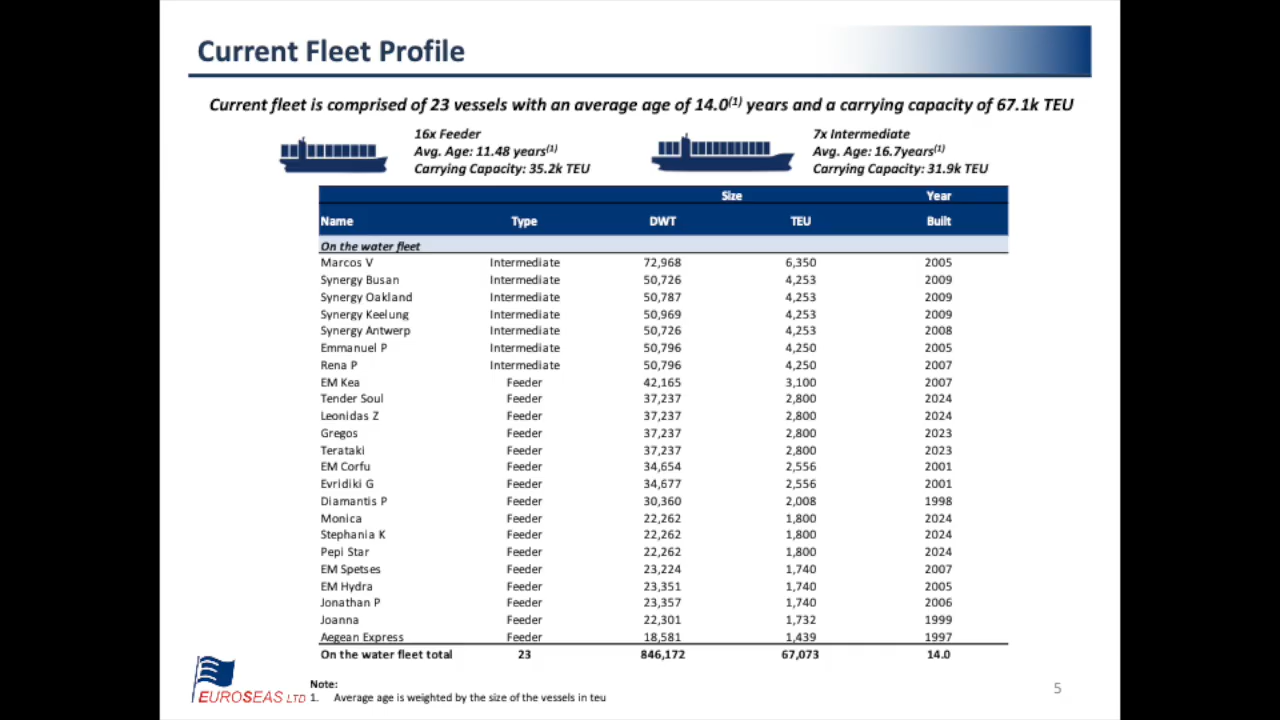 Current Fleet Profile
Current fleet is comprised of 23 vessels with an average age of 14.0(1) years and a carrying capacity of 67.1k TEU
16x Feeder
Avg. Age: 11.48 years(1)
Carrying Capacity: 35.2k TEU
7x Intermediate
Avg. Age: 16.7years(1)
Carrying Capacity: 31.9k TEU
Size Year
Name Type DWT TEU Built
On the water fleet
Marcos V Intermediate 72,968 6,350 2005
Synergy Busan Intermediate 50,726 4,253 2009
Synergy Oakland Intermediate 50,787 4,253 2009
Synergy Keelung Intermediate 50,969 4,253 2009
Synergy Antwerp Intermediate 50,726 4,253 2008
Emmanuel P Intermediate 50,796 4,250 2005
Rena P Intermediate 50,796 4,250 2007
EM Kea Feeder 42,165 3,100 2007
Tender Soul Feeder 37,237 2,800 2024
Leonidas Z Feeder 37,237 2,800 2024
Gregos Feeder 37,237 2,800 2023
Terataki Feeder 37,237 2,800 2023
EM Corfu Feeder 34,654 2,556 2001
Evridiki G Feeder 34,677 2,556 2001
Diamantis P Feeder 30,360 2,008 1998
Monica Feeder 22,262 1,800 2024
Stephania K Feeder 22,262 1,800 2024
Pepi Star Feeder 22,262 1,800 2024
EM Spetses Feeder 23,224 1,740 2007
EM Hydra Feeder 23,351 1,740 2005
Jonathan P Feeder 23,357 1,740 2006
Joanna Feeder 22,301 1,732 1999
Aegean Express Feeder 18,581 1,439 1997
On the water fleet total 23 846,172 67,073 14.0
EUROSEAS LTD
Note:
1. Average age is weighted by the size of the vessels in teu
5